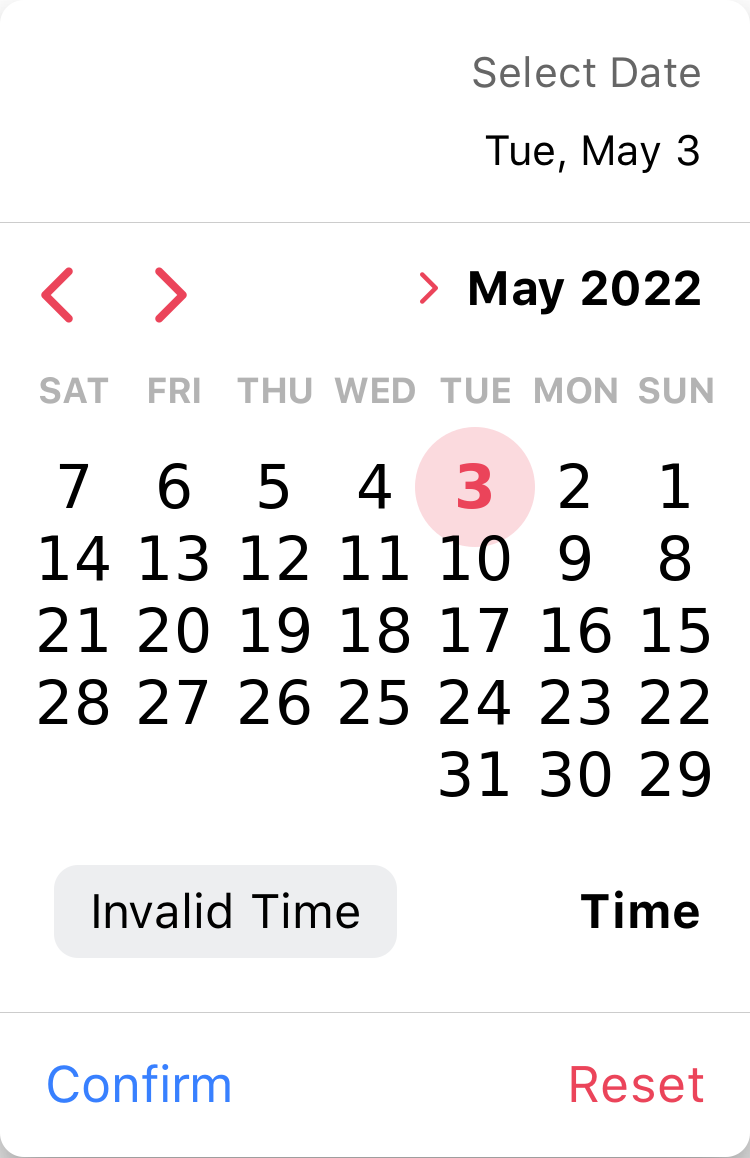 Select Date
Tue, May 3
May 2022
SAT FRI THU WED TUE MON SUN
7 6 5 4 3 2 1
14 13 12 11 10 9 8
21 20 19 18 17 16 15
28 27 26 25 24 23 22
31 30 29
Invalid Time Time
Confirm Reset